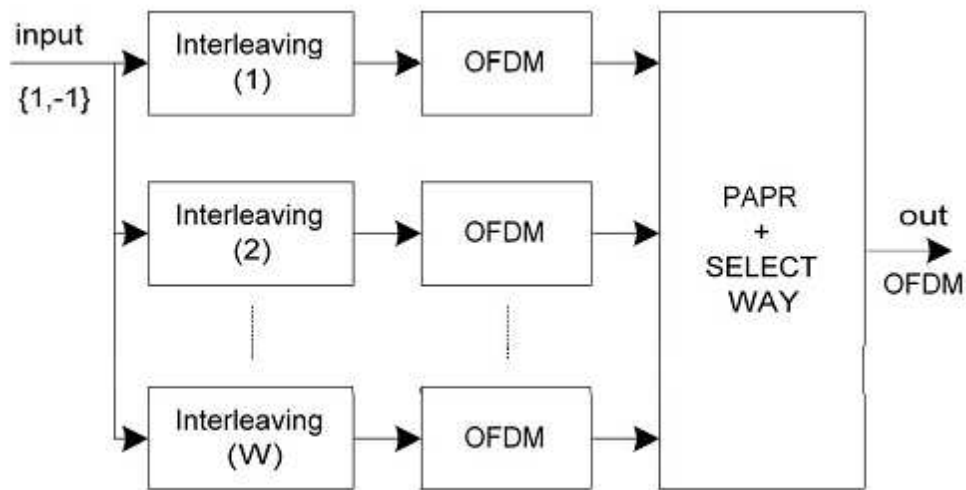 input
{1,-1}
Interleaving
(1)
OFDM
Interleaving
(2)
OFDM
Interleaving
(W)
OFDM
PAPR
+
SELECT
WAY
out
OFDM